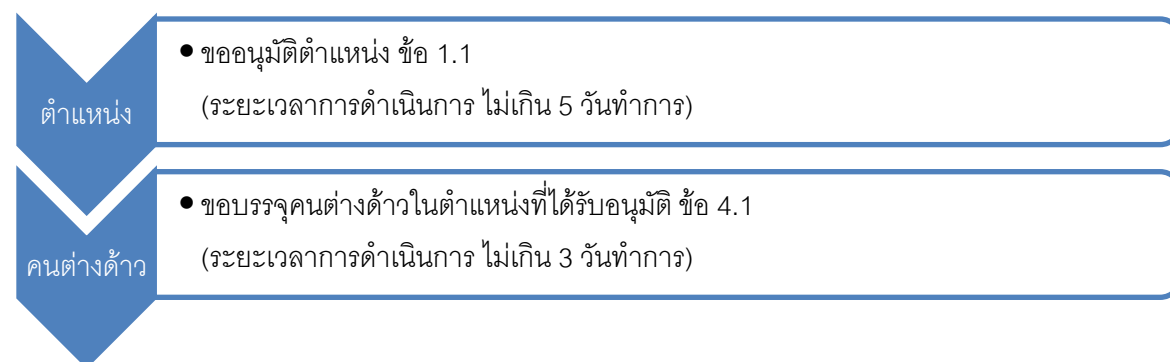 ตำแหน่ง
• ขออนุมัติตำแหน่ง ข้อ 1.1
(ระยะเวลาการดำเนินการ ไม่เกิน 5 วันทำการ)
คนต่างด้าว
• ขอบรรจุคนต่างด้าวในตำแหน่งที่ได้รับอนุมัติ ข้อ 4.1
(ระยะเวลาการดำเนินการ ไม่เกิน 3 วันทำการ)